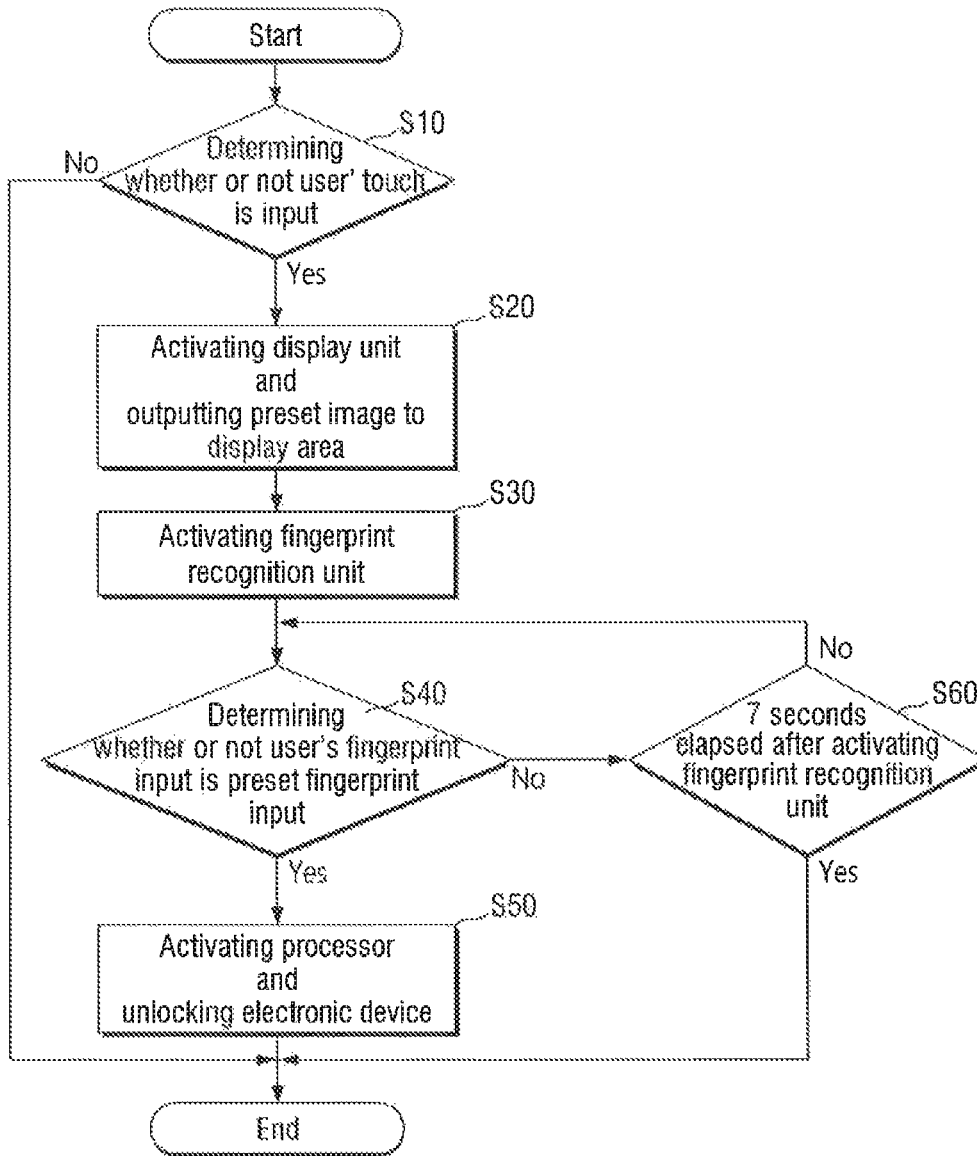 Start
S10
Determining
whether or not user' touch
is input
No
Yes
S20
Activating display unit
and
outputting preset image to
display area
S30
Activating fingerprint
recognition unit
S40
Determining
whether or not user's fingerprint
input is preset fingerprint
input
No
Yes
No
S60
7 seconds
elapsed after activating
fingerprint recognition
unit
Yes
S50
Activating processor
and
unlocking electronic device
End